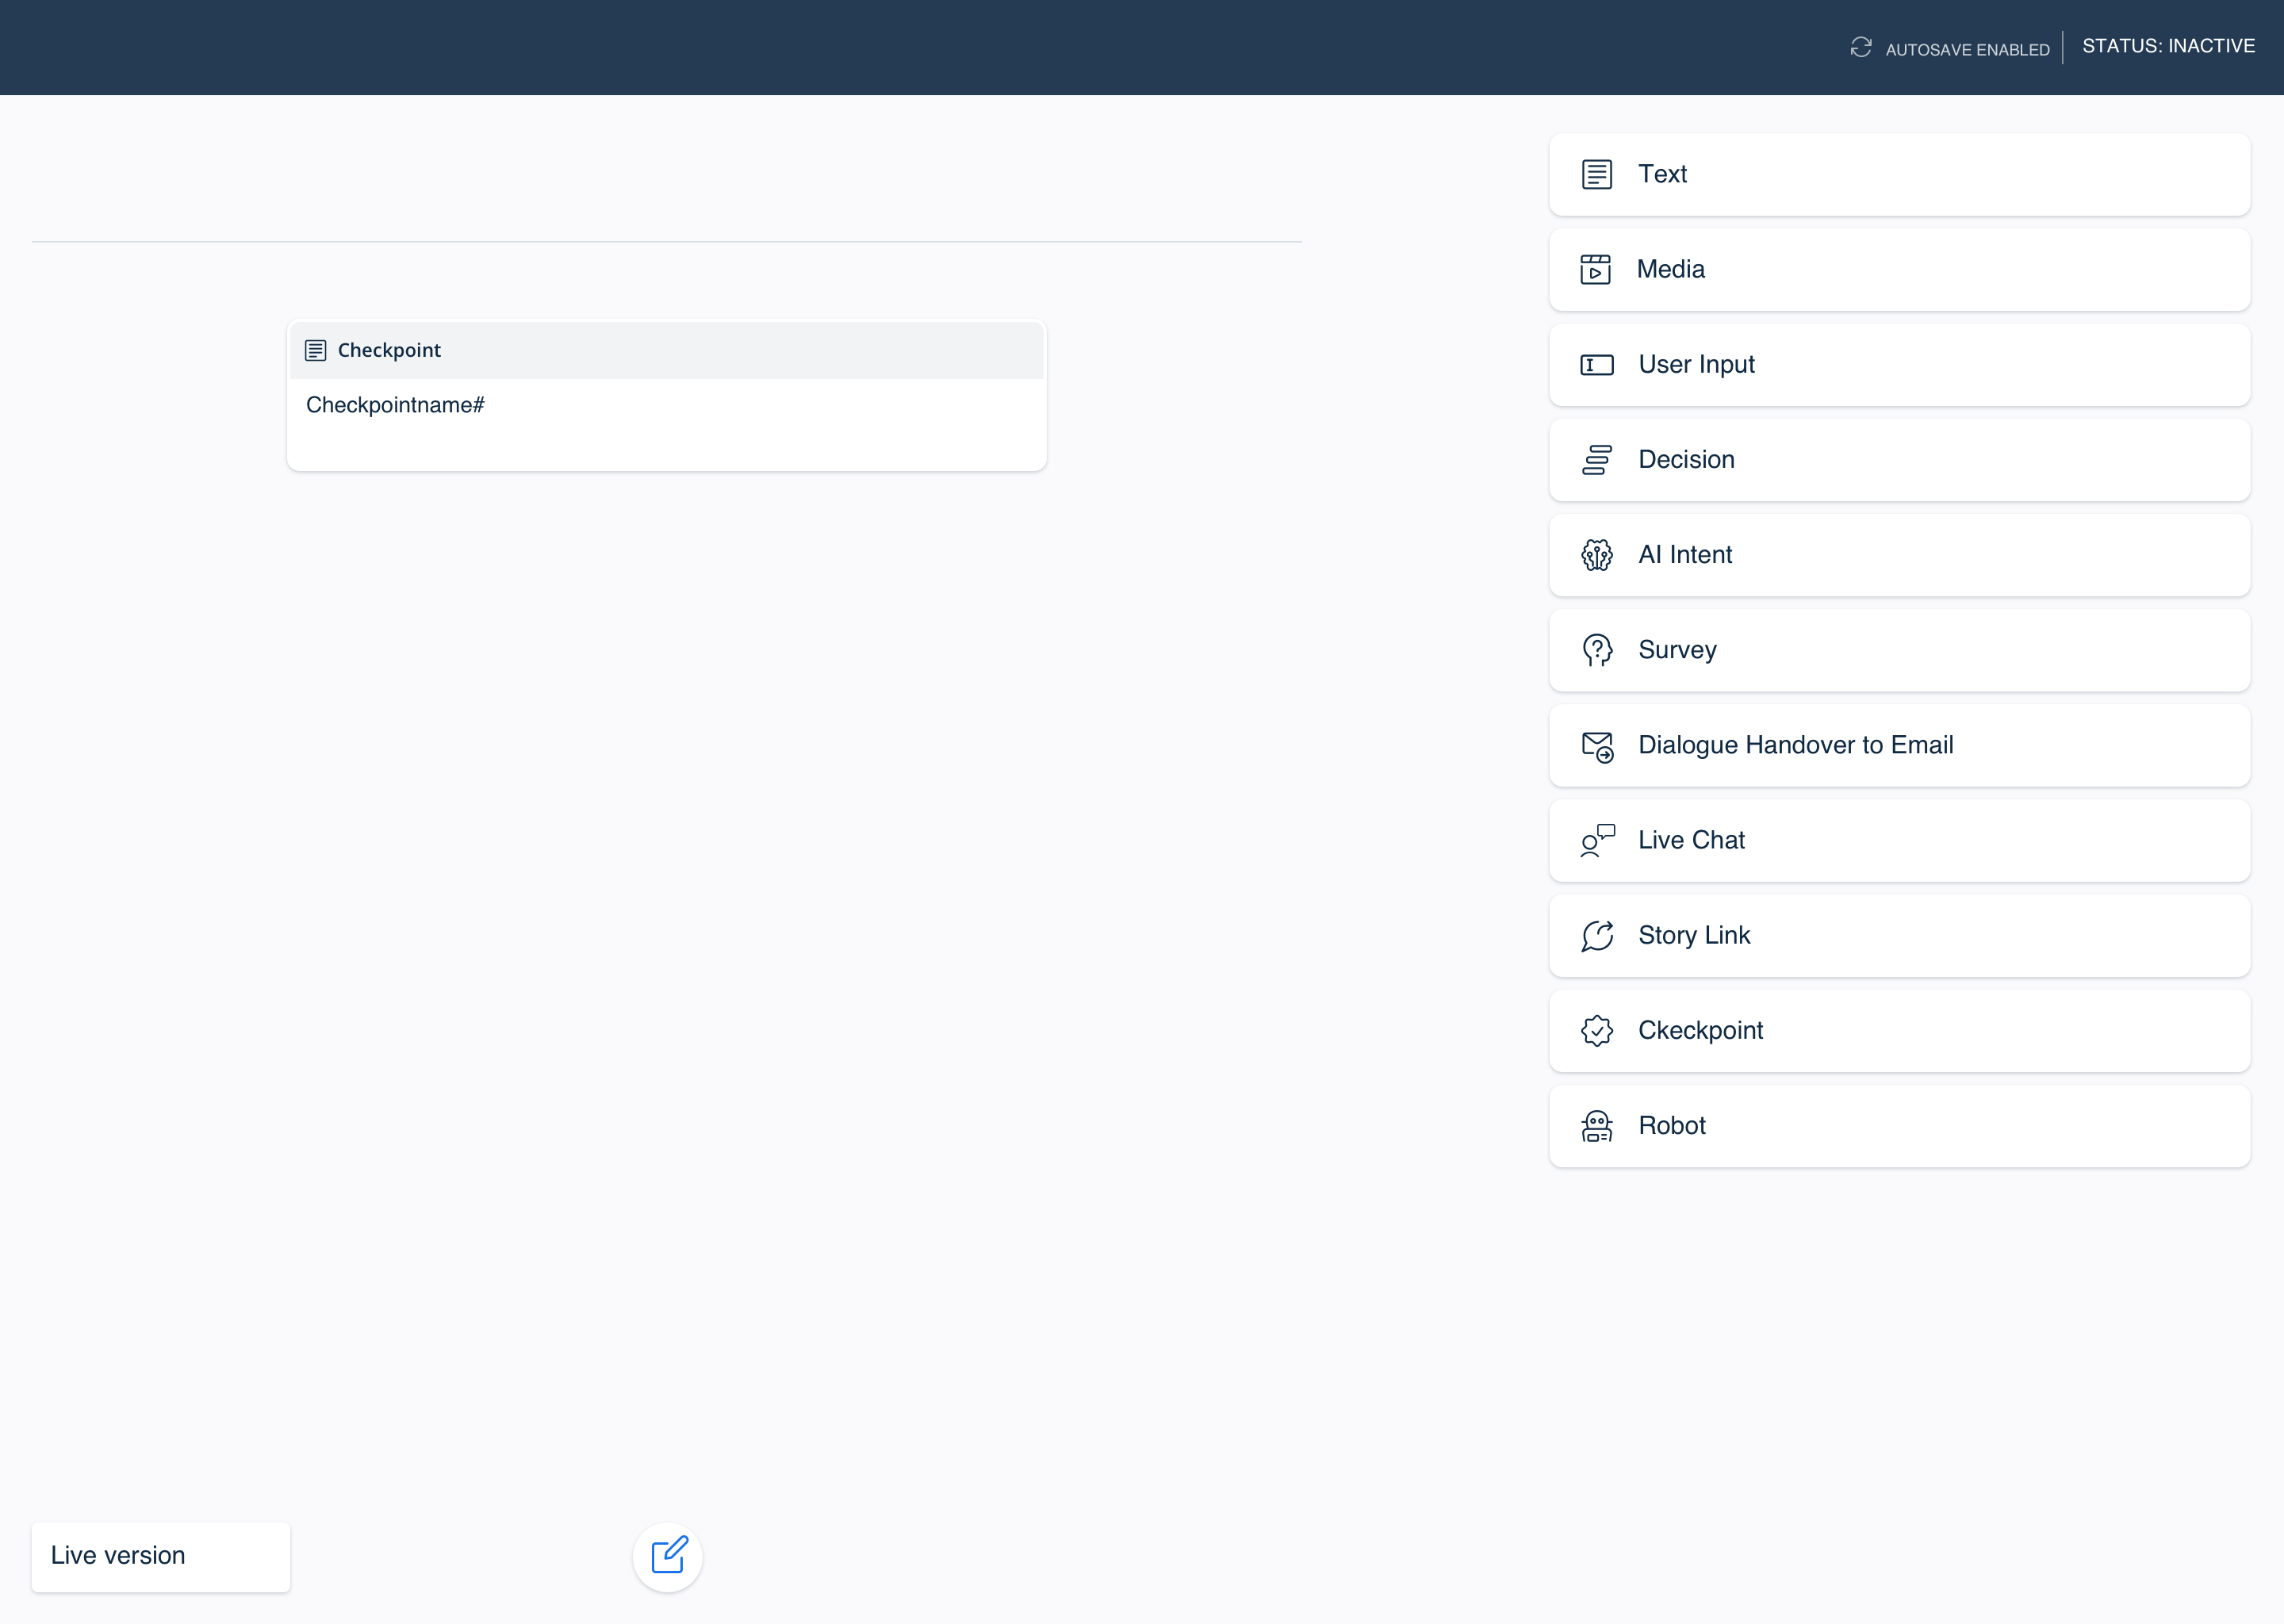 AUTOSAVE ENABLED
STATUS: INACTIVE
Checkpoint
Checkpointname#
Text
Media
User Input
Decision
AI Intent
Survey
Dialogue Handover to Email
Live Chat
Story Link
Ckeckpoint
Robot
Live version